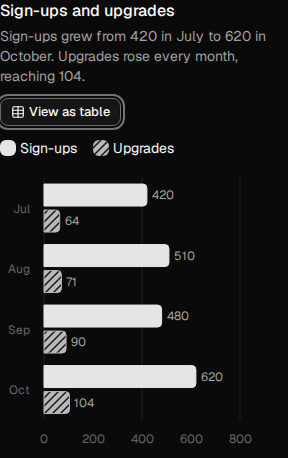 Sign-ups and upgrades
Sign-ups grew from 420 in July to 620 in
October. Upgrades rose every month,
reaching 104.
View as table
Sign-ups Upgrades
420
Jul
64
510
Aug
71
480
Sep
90
620
Oct
104
0 200 400 600 800